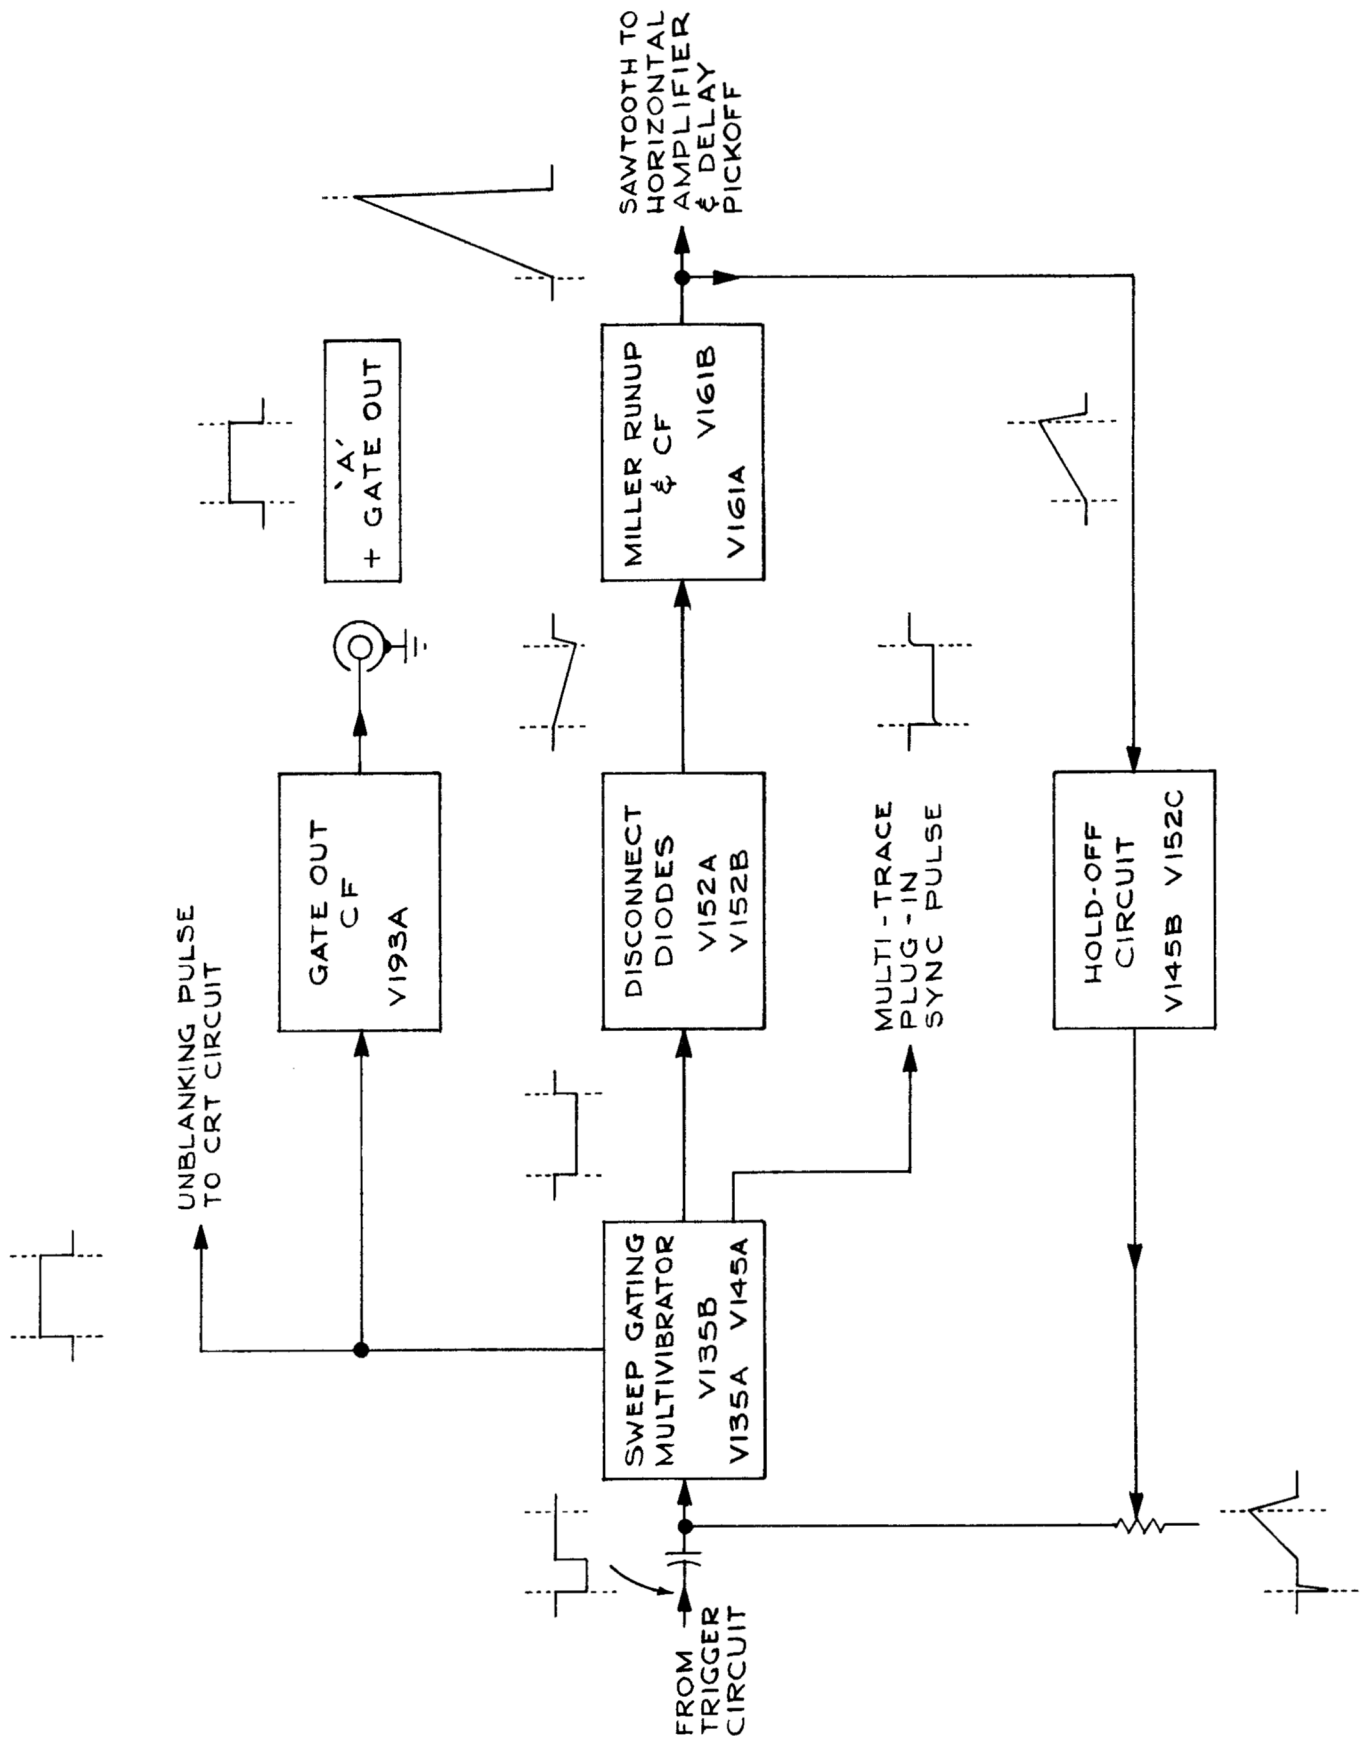 UNBLANKING PULSE
TO CRT CIRCUIT
GATE OUT
CF
V193A
'A'
+ GATE OUT
SAWTOOTH TO
HORIZONTAL
AMPLIFIER
& DELAY
PICKOFF
FROM
TRIGGER
CIRCUIT
SWEEP GATING
MULTIVIBRATOR
V135B
V135A V145A
DISCONNECT
DIODES
V152A
V152B
MILLER RUNUP
& CF
V161B
V161A
MULTI-TRACE
PLUG-IN
SYNC PULSE
HOLD-OFF
CIRCUIT
V145B V152C